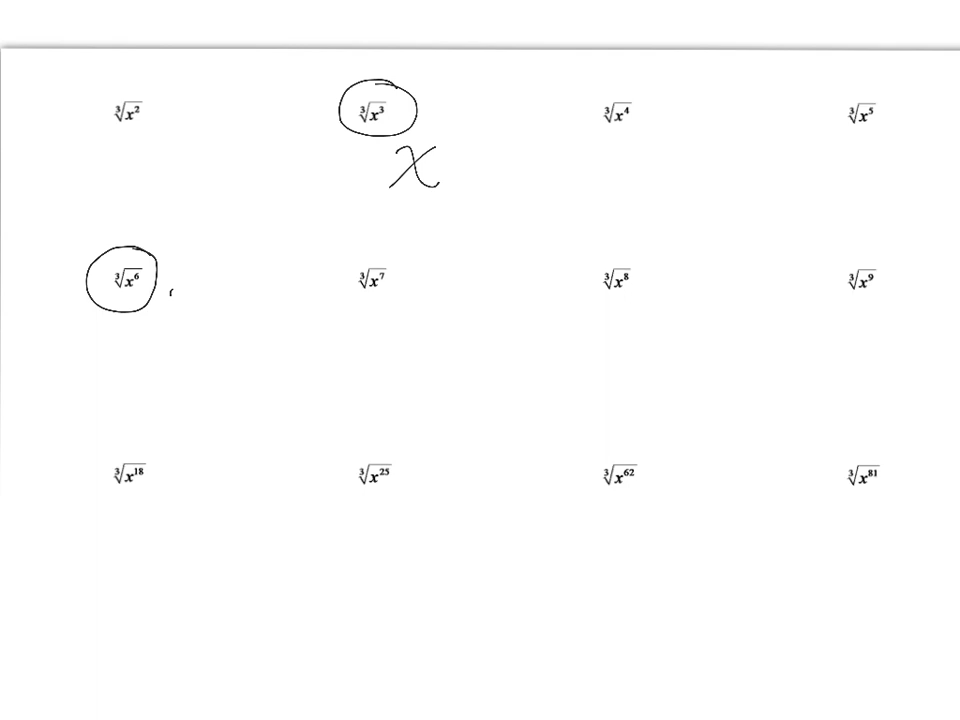 ∛x² ∛x³ ∛x⁴ ∛x⁵
x
∛x⁶ ∛x⁷ ∛x⁸ ∛x⁹
∛x¹⁸ ∛x²⁵ ∛x⁶² ∛x⁸¹